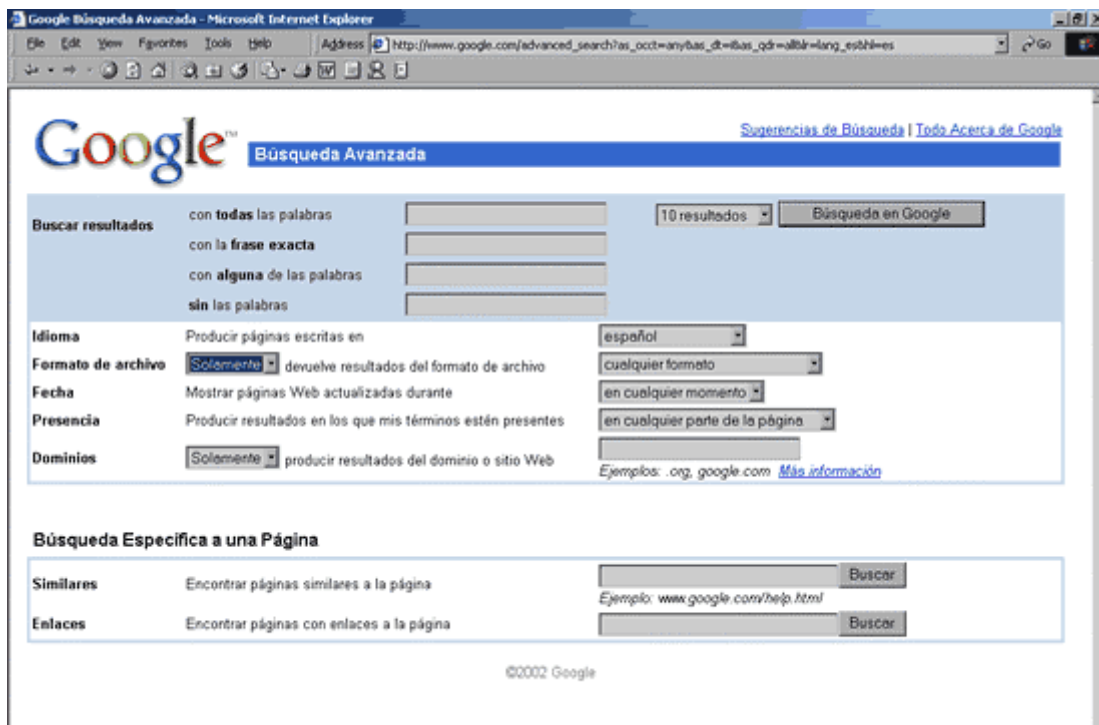 Google Búsqueda Avanzada - Microsoft Internet Explorer
File Edit View Favorites Tools Help Address http://www.google.com/advanced_search?as_occt=any&as_dt=i&as_qdr=all&lr=lang_es&hl=es Go
Sugerencias de Búsqueda | Todo Acerca de Google
Google™ Búsqueda Avanzada
Buscar resultados con todas las palabras 10 resultados Búsqueda en Google
con la frase exacta
con alguna de las palabras
sin las palabras
Idioma Producir páginas escritas en español
Formato de archivo Solamente devuelve resultados del formato de archivo cualquier formato
Fecha Mostrar páginas Web actualizadas durante en cualquier momento
Presencia Producir resultados en los que mis términos estén presentes en cualquier parte de la página
Dominios Solamente producir resultados del dominio o sitio Web
Ejemplos: .org, google.com Más información
Búsqueda Específica a una Página
Similares Encontrar páginas similares a la página Buscar
Ejemplo: www.google.com/help.html
Enlaces Encontrar páginas con enlaces a la página Buscar
©2002 Google